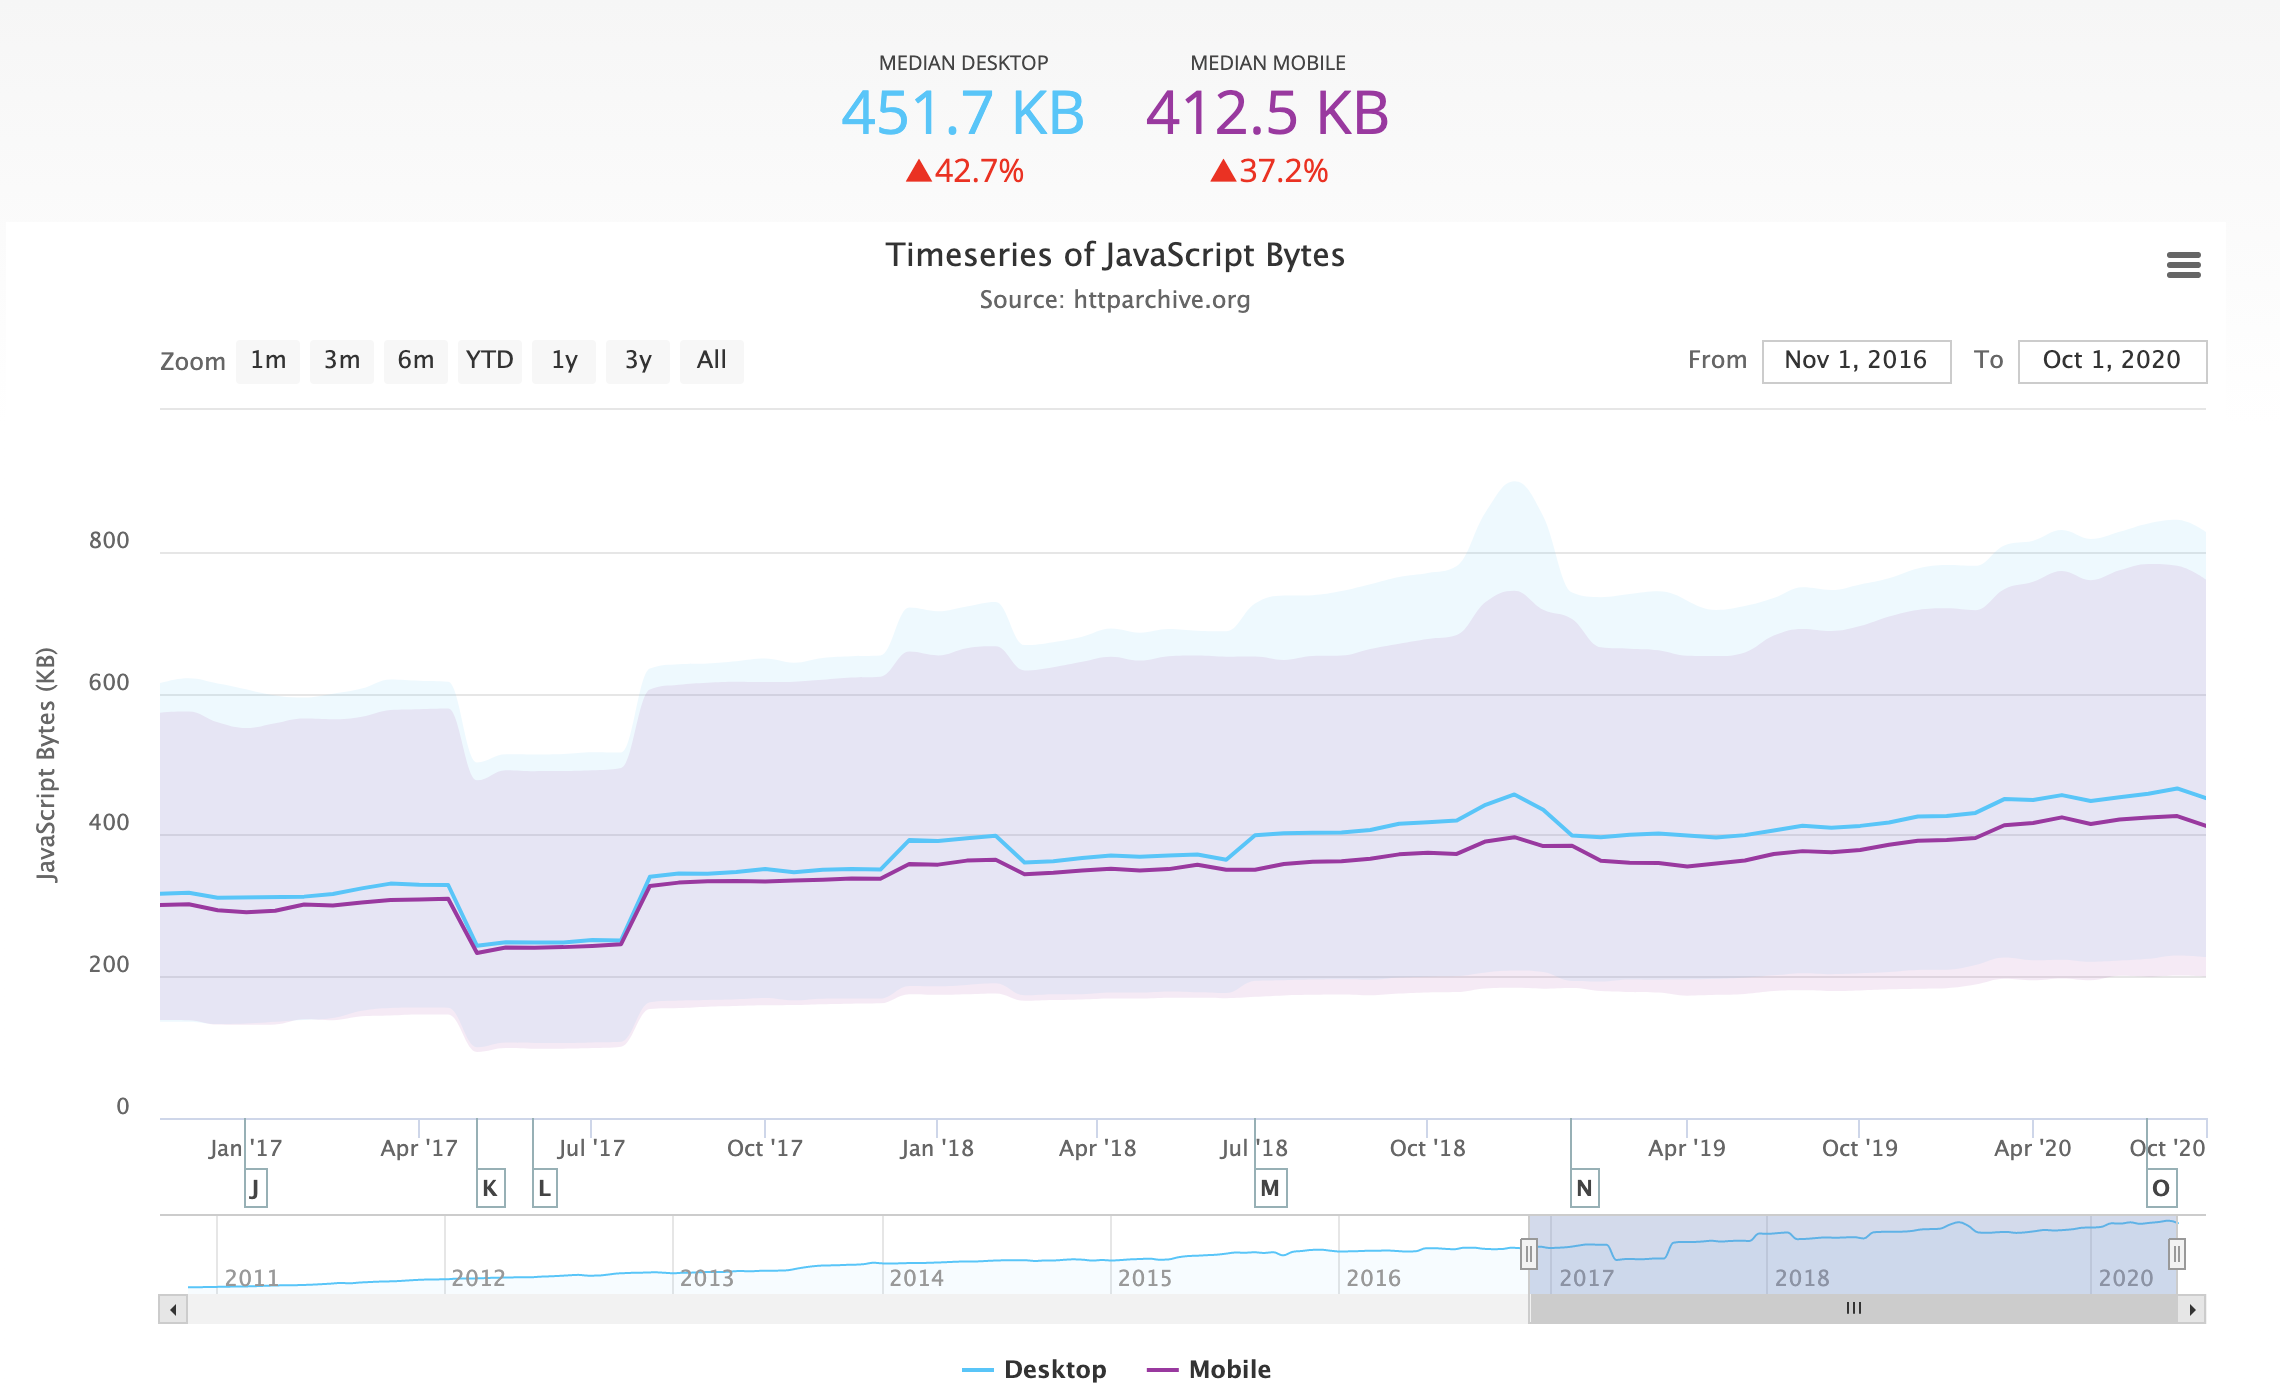 MEDIAN DESKTOP MEDIAN MOBILE
451.7 KB 412.5 KB
▲42.7% ▲37.2%
Timeseries of JavaScript Bytes
Source: httparchive.org
Zoom 1m 3m 6m YTD 1y 3y All From Nov 1, 2016 To Oct 1, 2020
JavaScript Bytes (KB)
800
600
400
200
0
Jan '17 Apr '17 Jul '17 Oct '17 Jan '18 Apr '18 Jul '18 Oct '18 Apr '19 Oct '19 Apr '20 Oct '20
J K L M N O
2011 2012 2013 2014 2015 2016 2017 2018 2020
Desktop Mobile